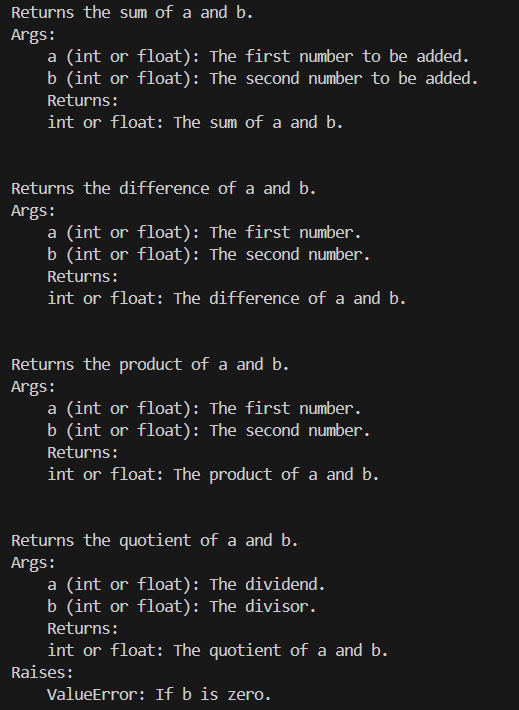 Returns the sum of a and b.
Args:
    a (int or float): The first number to be added.
    b (int or float): The second number to be added.
    Returns:
    int or float: The sum of a and b.

Returns the difference of a and b.
Args:
    a (int or float): The first number.
    b (int or float): The second number.
    Returns:
    int or float: The difference of a and b.

Returns the product of a and b.
Args:
    a (int or float): The first number.
    b (int or float): The second number.
    Returns:
    int or float: The product of a and b.

Returns the quotient of a and b.
Args:
    a (int or float): The dividend.
    b (int or float): The divisor.
    Returns:
    int or float: The quotient of a and b.
Raises:
    ValueError: If b is zero.